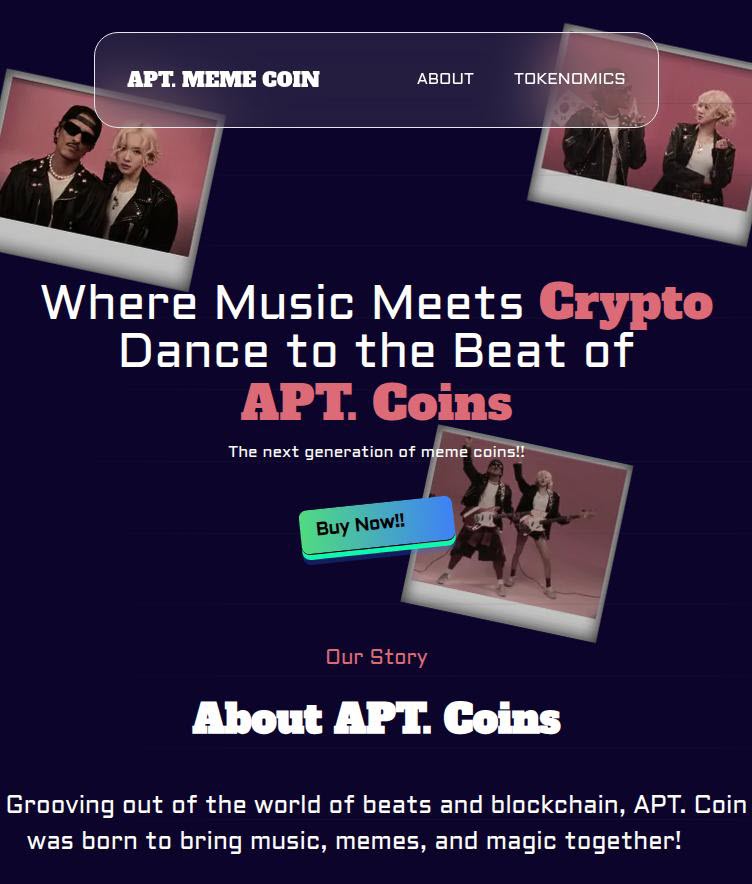 APT. MEME COIN
ABOUT
TOKENOMICS
Where Music Meets Crypto
Dance to the Beat of
APT. Coins
The next generation of meme coins!!
Buy Now!!
Our Story
About APT. Coins
Grooving out of the world of beats and blockchain, APT. Coin
was born to bring music, memes, and magic together!